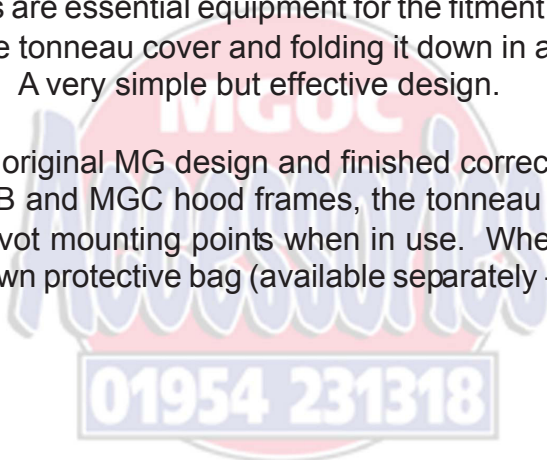 s are essential equipment for the fitment
e tonneau cover and folding it down in a
A very simple but effective design.
MGOC
original MG design and finished correc
B and MGC hood frames, the tonneau
vot mounting points when in use. Whe
Accessories
wn protective bag (available separately -
01954 231318